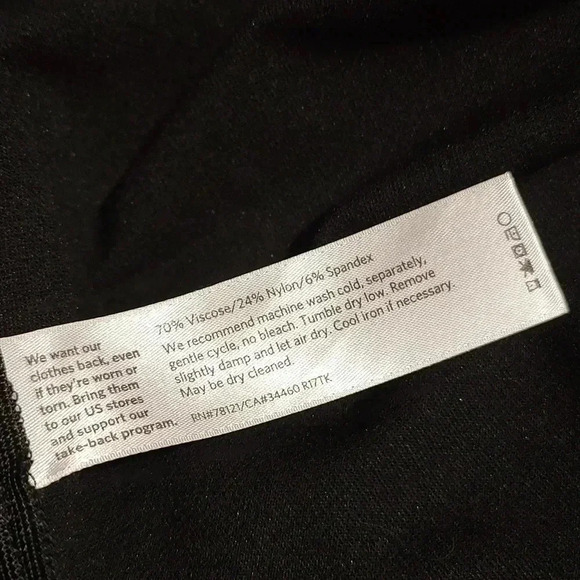 We want our
clothes back, even
if they're worn or
torn. Bring them
to our US stores
and support our
take-back program.
70% Viscose/24% Nylon/6% Spandex
We recommend machine wash cold, separately,
gentle cycle, no bleach. Tumble dry low. Remove
slightly damp and let air dry. Cool iron if necessary.
May be dry cleaned.
RN#78121/CA#34460 R17TK